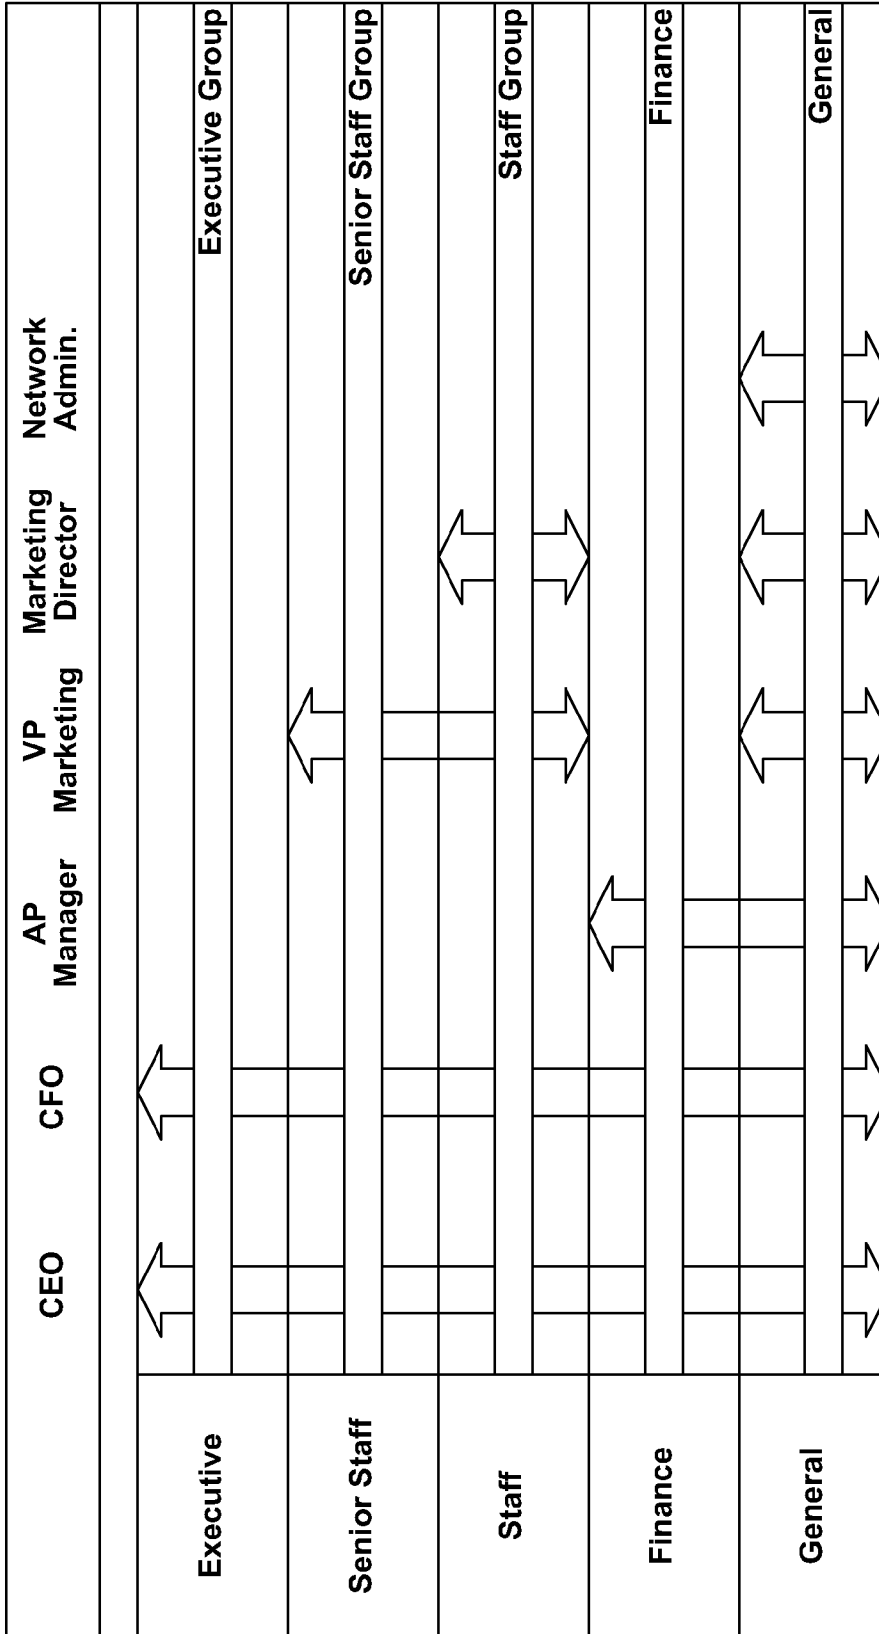 CEO
CFO
AP
Manager
VP
Marketing
Marketing
Director
Network
Admin.
Executive
Executive Group
Senior Staff
Senior Staff Group
Staff
Staff Group
Finance
Finance
General
General